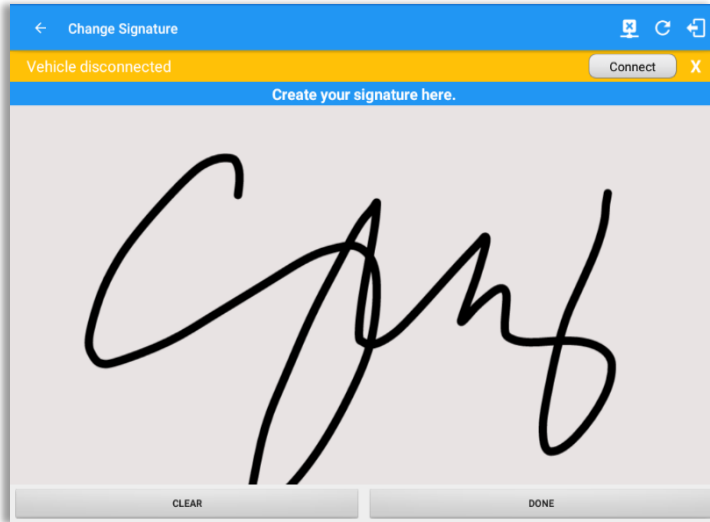 Change Signature
Vehicle disconnected
Connect
X
Create your signature here.
CLEAR
DONE